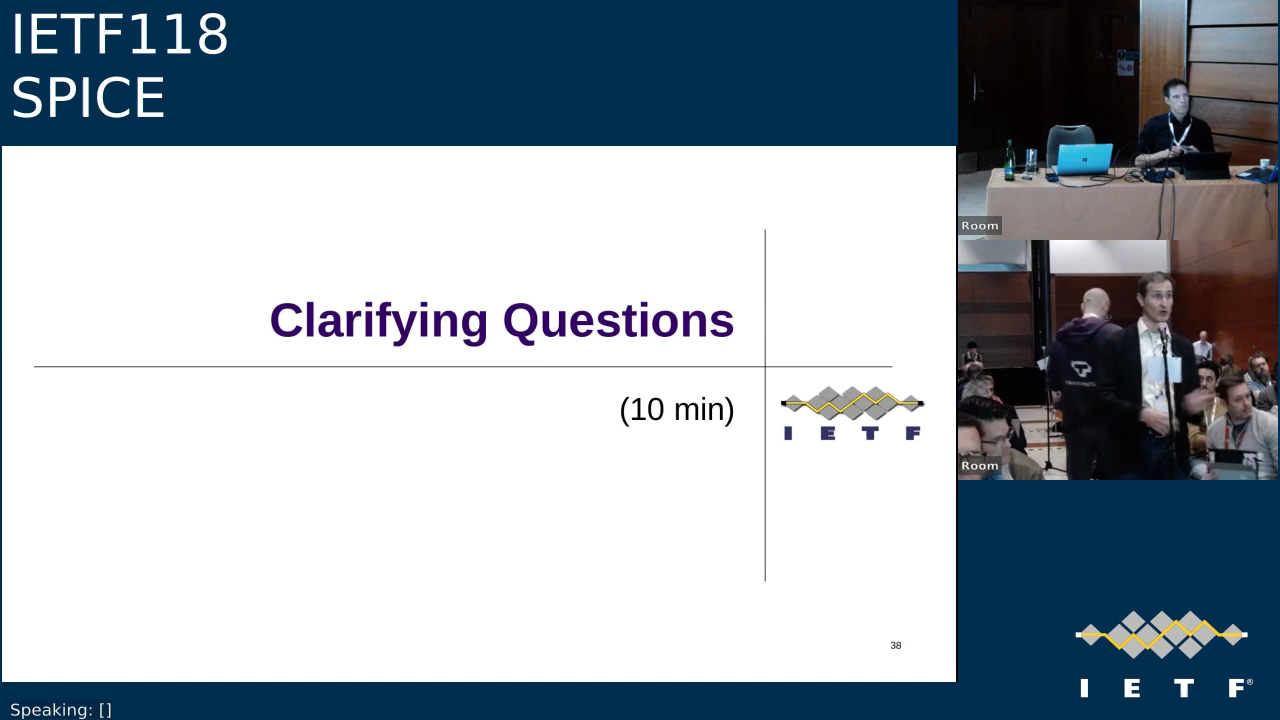 IETF118
SPICE
Clarifying Questions
(10 min)
I E T F
38
Room
Room
I E T F®
Speaking: []